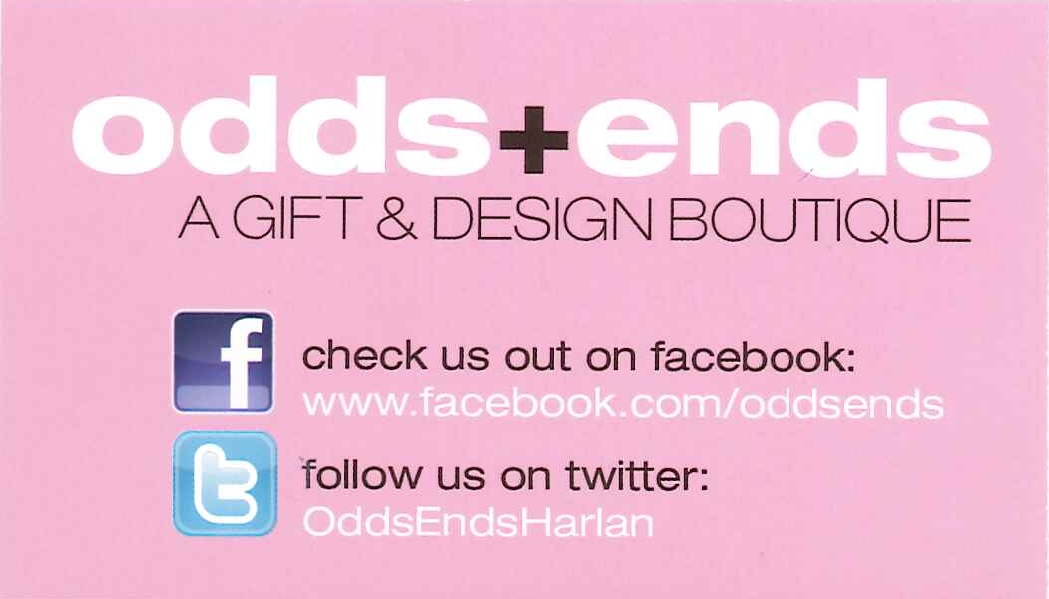 odds+ends
A GIFT & DESIGN BOUTIQUE
f
check us out on facebook:
www.facebook.com/oddsends
t
follow us on twitter:
OddsEndsHarlan